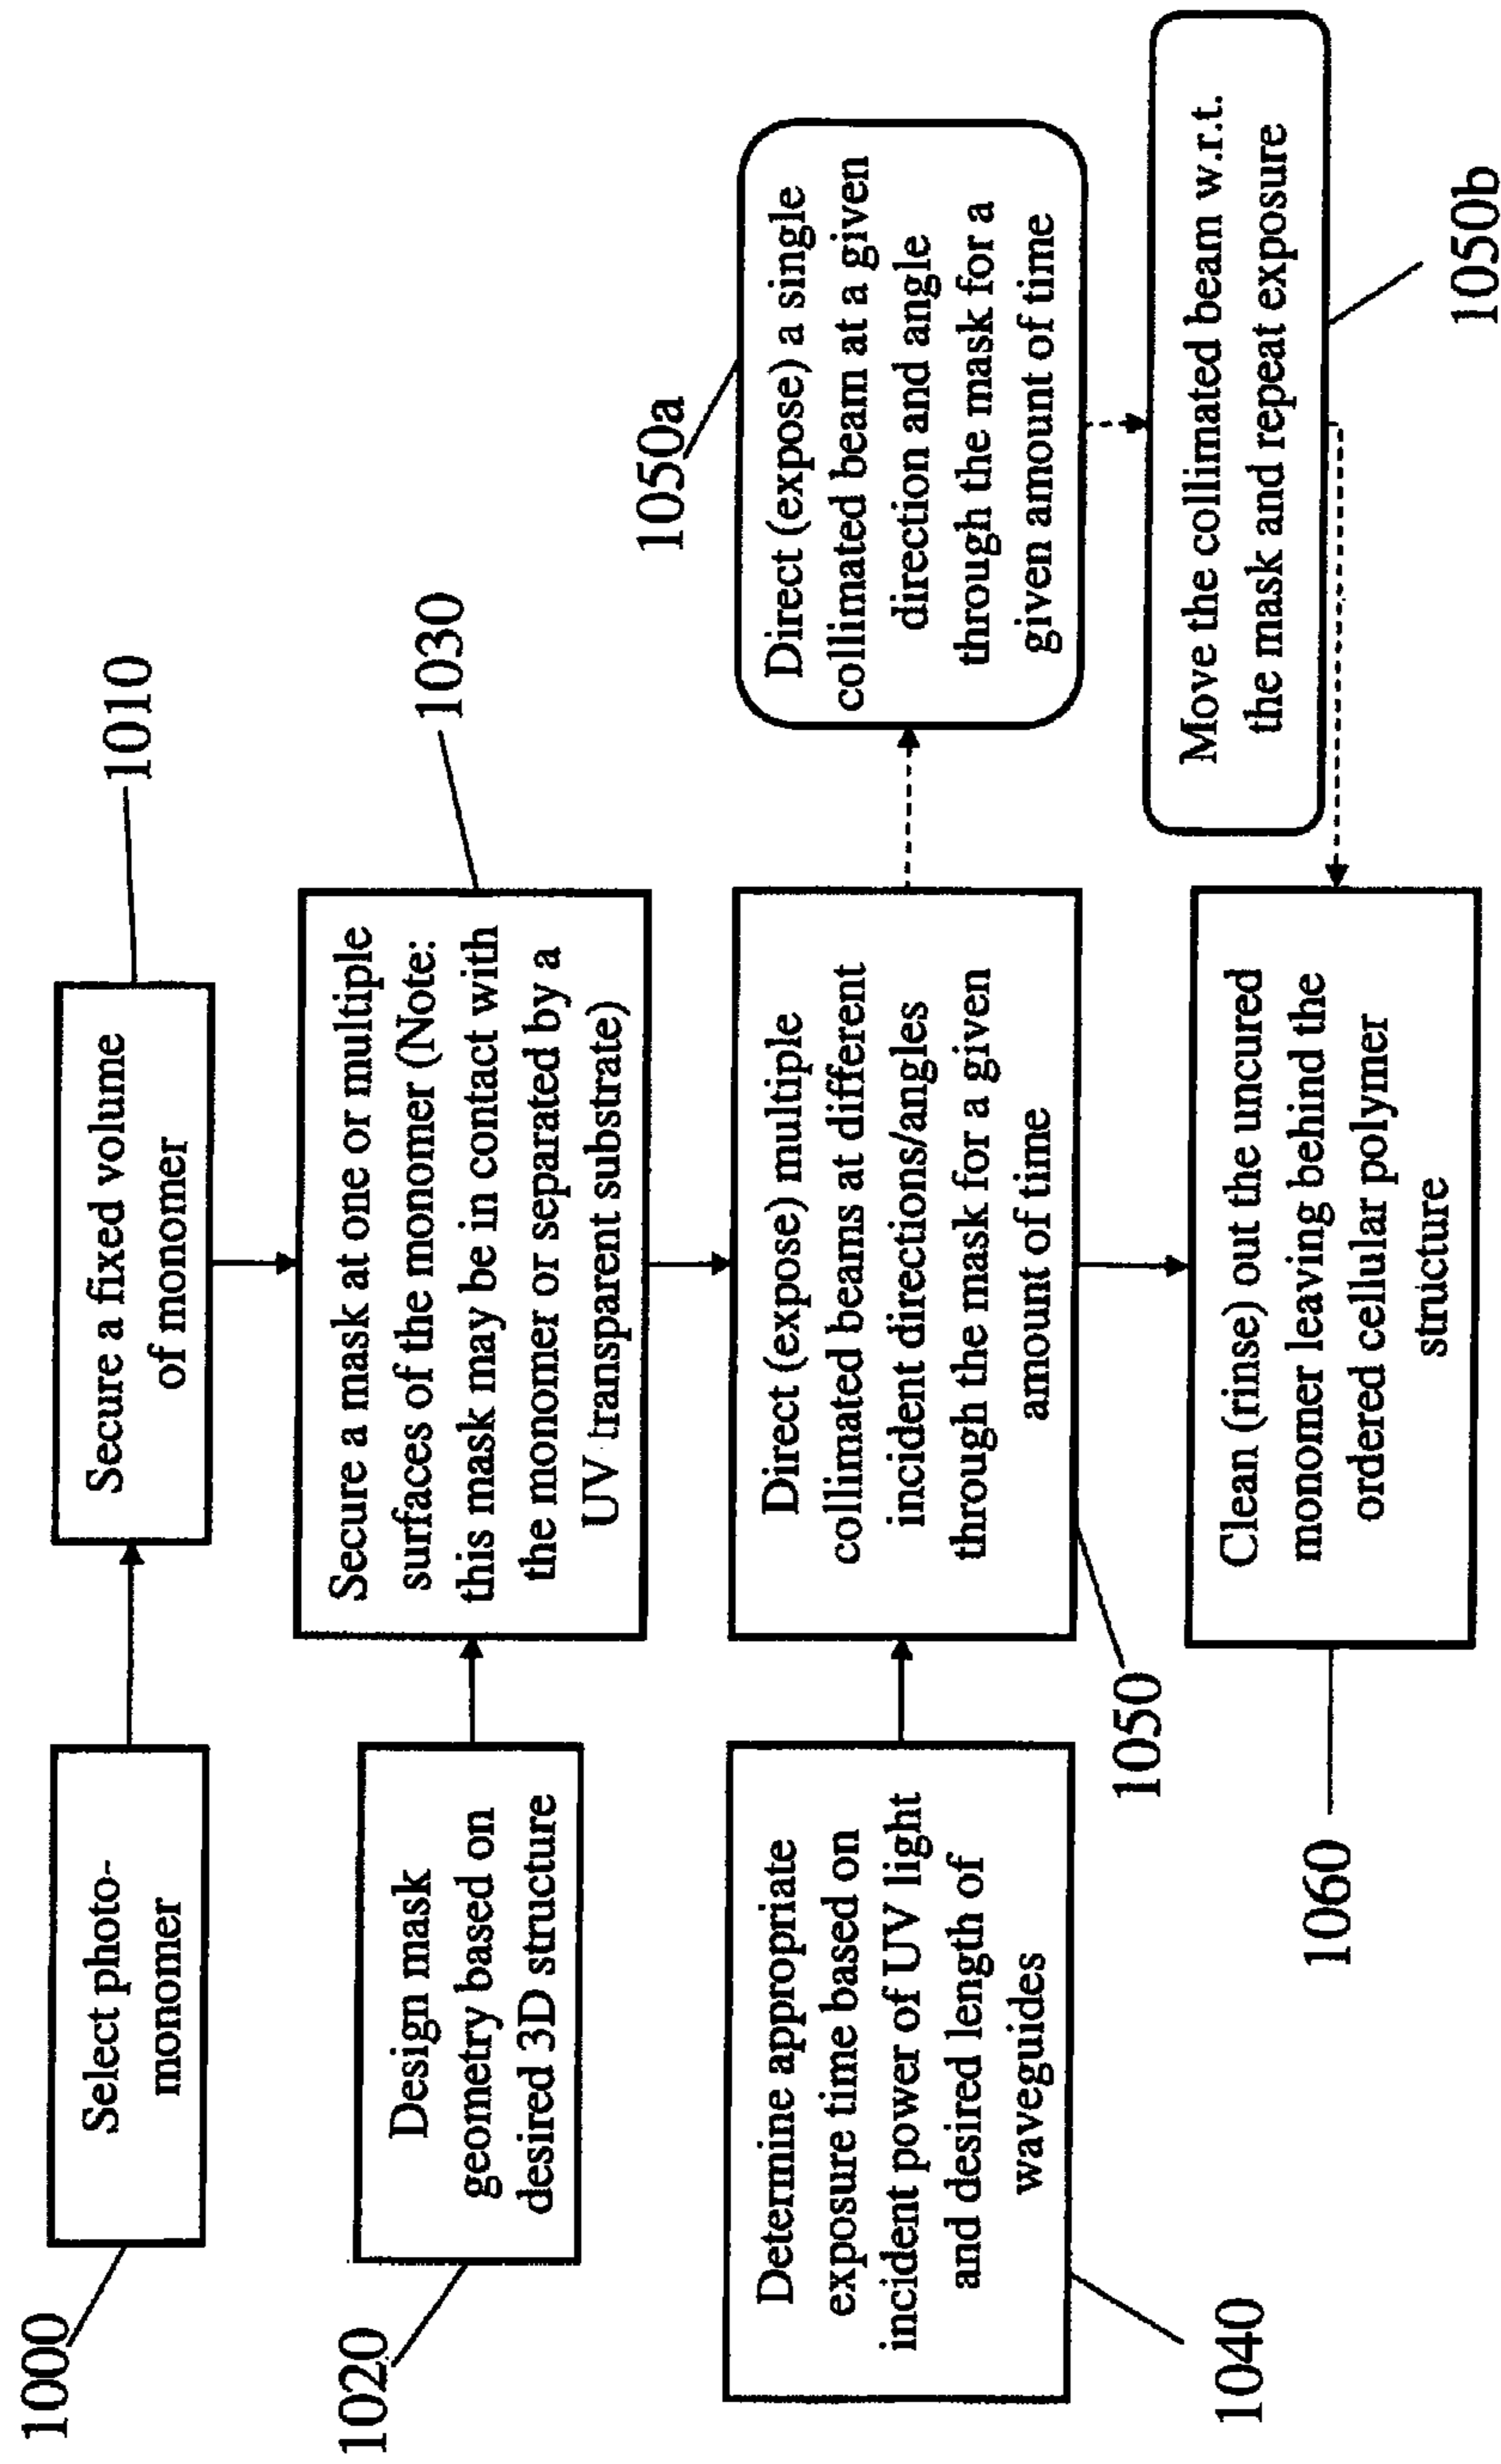 1000
Select photo-
monomer
Secure a fixed volume
of monomer
1010
1020
Design mask
geometry based on
desired 3D structure
Secure a mask at one or multiple
surfaces of the monomer (Note:
this mask may be in contact with
the monomer or separated by a
UV transparent substrate)
1030
Determine appropriate
exposure time based on
incident power of UV light
and desired length of
waveguides
1040
Direct (expose) multiple
collimated beams at different
incident directions/angles
through the mask for a given
amount of time
1050
1050a
Direct (expose) a single
collimated beam at a given
direction and angle
through the mask for a
given amount of time
Move the collimated beam w.r.t.
the mask and repeat exposure
1050b
1060
Clean (rinse) out the uncured
monomer leaving behind the
ordered cellular polymer
structure